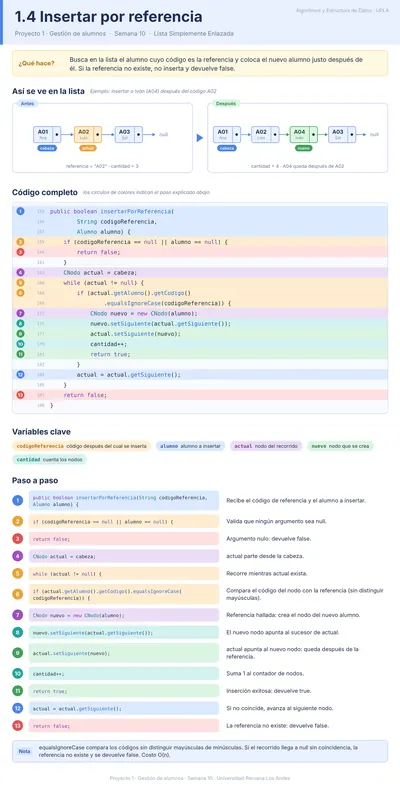 1.4 Insertar por referencia
Algoritmos y Estructura de Datos · UPLA
Proyecto 1 · Gestión de alumnos · Semana 10 · Lista Simplemente Enlazada
¿Qué hace?
Busca en la lista el alumno cuyo código es la referencia y coloca el nuevo alumno justo después de
él. Si la referencia no existe, no inserta y devuelve false.
Así se ve en la lista
Ejemplo: insertar a Iván (A04) después del código A02
Antes
A01
Ana
A02
Luis
A03
null
cabeza
actual
referencia = "A02" · cantidad = 3
Después
A01
Ana
A02
Luis
A04
Iván
A03
null
cabeza
nuevo
Código completo
los círculos de colores indican el paso explicado abajo
1 public boolean insertarPorReferencia(
String codigoReferencia,
Alumno alumno) {
2 if (codigoReferencia == null || alumno == null) {
3 return false;
}
4 CNodo actual = cabeza;
5 while (actual != null) {
6 if (actual.getAlumno().getCodigo()
.equalsIgnoreCase(codigoReferencia)) {
7 CNodo nuevo = new CNodo(alumno);
8 nuevo.setSiguiente(actual.getSiguiente());
9 actual.setSiguiente(nuevo);
10 cantidad++;
11 return true;
}
12 actual = actual.getSiguiente();
}
13 return false;
}
Variables clave
codigoReferencia código después del cual se inserta
alumno alumno a insertar
actual nodo del recorrido
nuevo nodo que se crea
cantidad cuenta los nodos
Paso a paso
1 public boolean insertarPorReferencia(String codigoReferencia,
Alumno alumno) {
Recibe el código de referencia y el alumno a insertar.
2 if (codigoReferencia == null || alumno == null) {
Valida que ningún argumento sea null.
3 return false;
Argumento nulo: devuelve false.
4 CNodo actual = cabeza;
actual parte desde la cabeza.
5 while (actual != null) {
Recorre mientras actual exista.
6 if (actual.getAlumno().getCodigo().equalsIgnoreCase(
codigoReferencia)) {
Compara el código del nodo con la referencia (sin distinguir
mayúsculas).
7 CNodo nuevo = new CNodo(alumno);
Referencia hallada: crea el nodo del nuevo alumno.
8 nuevo.setSiguiente(actual.getSiguiente());
El nuevo nodo apunta al sucesor de actual.
9 actual.setSiguiente(nuevo);
actual apunta al nuevo nodo: queda después de la
referencia.
10 cantidad++;
Suma 1 al contador de nodos.
11 return true;
Inserción exitosa: devuelve true.
12 actual = actual.getSiguiente();
Si no coincide, avanza al siguiente nodo.
13 return false;
La referencia no existe: devuelve false.
Nota
equalsIgnoreCase compara los códigos sin distinguir mayúsculas de minúsculas. Si el recorrido llega a null sin coincidencia, la
referencia no existe y se devuelve false. Costo O(n).
Proyecto 1 · Gestión de alumnos · Semana 10 · Universidad Peruana Los Andes